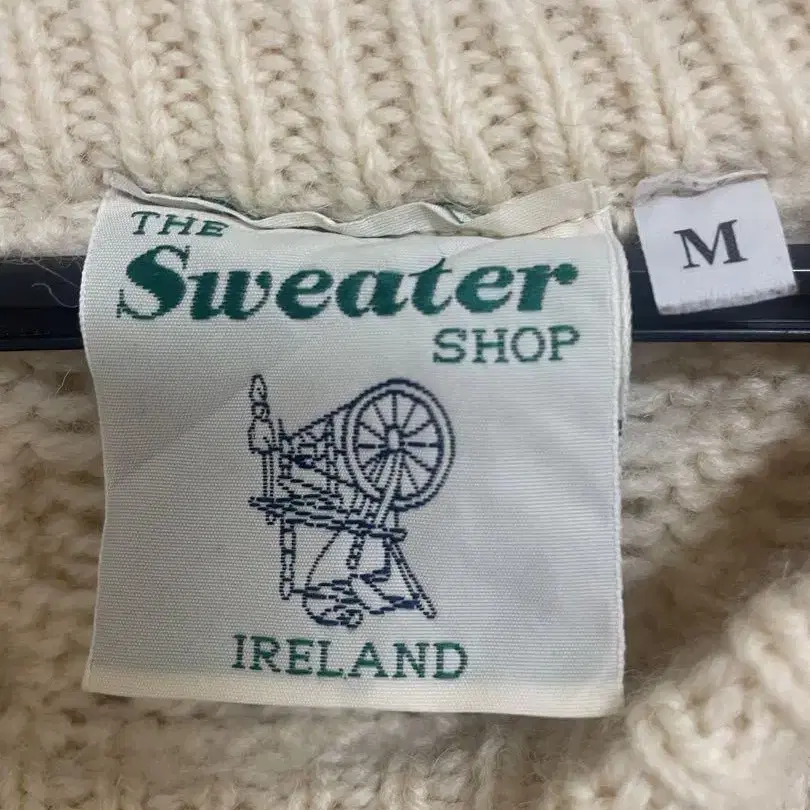 THE
Sweater
SHOP
IRELAND
M